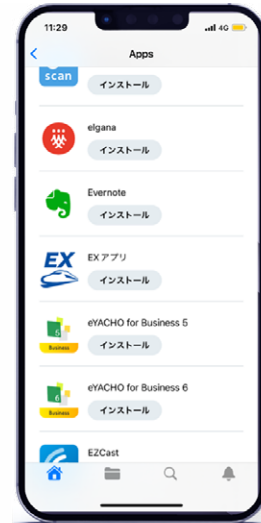 11:29
4G
Apps
scan
インストール
elgana
インストール
Evernote
インストール
EX
EXアプリ
インストール
eYACHO for Business 5
5
Business
インストール
eYACHO for Business 6
6
Business
インストール
EZCast